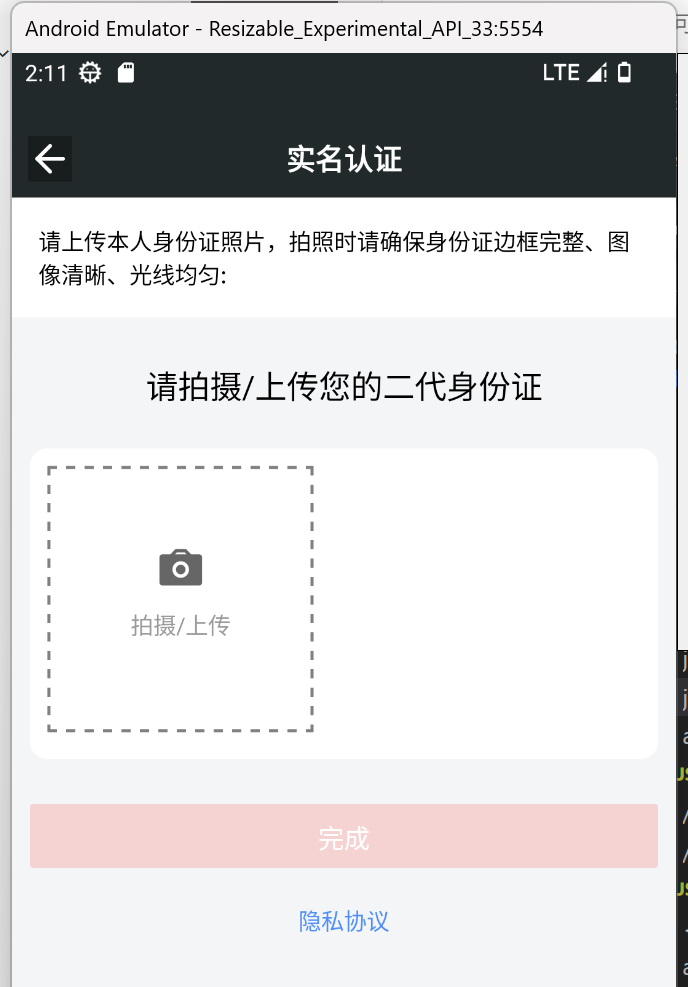 Android Emulator - Resizable_Experimental_API_33:5554
2:11 LTE
实名认证
请上传本人身份证照片，拍照时请确保身份证边框完整、图
像清晰、光线均匀:
请拍摄/上传您的二代身份证
拍摄/上传
完成
隐私协议